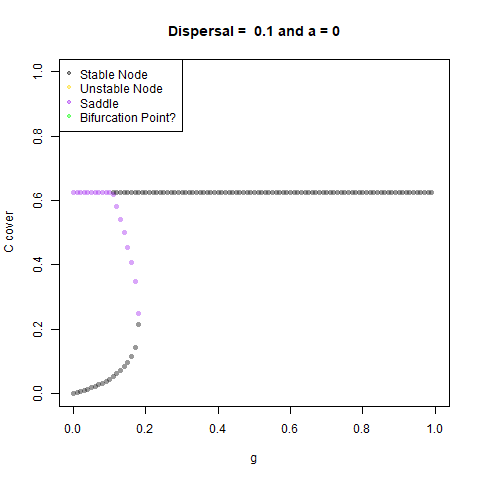 Dispersal =  0.1 and a = 0
Stable Node
Unstable Node
Saddle
Bifurcation Point?
C cover
1.0
0.8
0.6
0.4
0.2
0.0
0.0 0.2 0.4 0.6 0.8 1.0
g